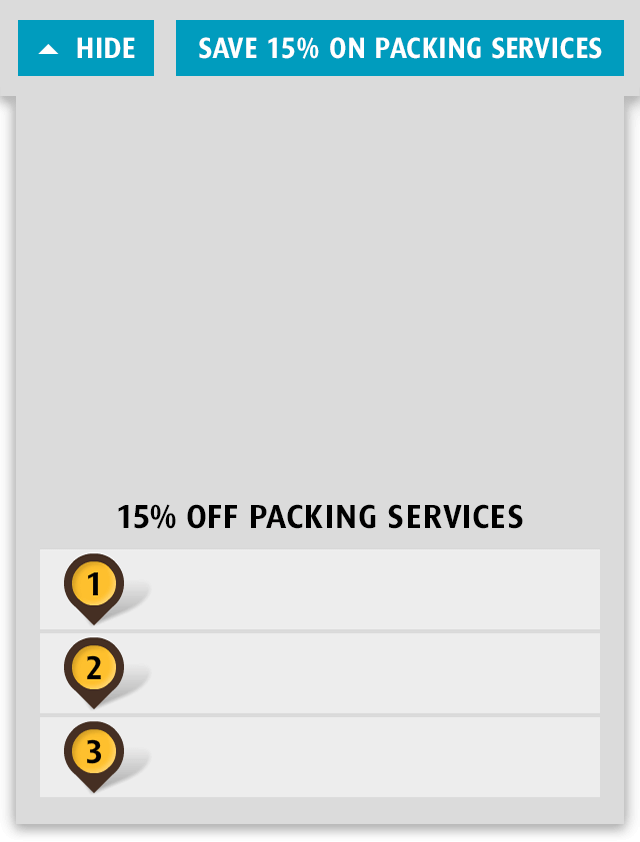 HIDE
SAVE 15% ON PACKING SERVICES
15% OFF PACKING SERVICES
1
2
3